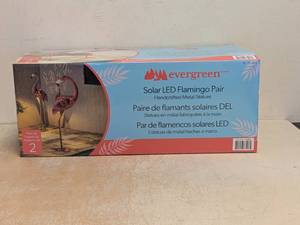 evergreen
Solar LED Flamingo Pair
Handcrafted Metal Statues
Paire de flamants solaires DEL
Statues en métal fabriquées à la main
Par de flamencos solares LED
Estatuas de metal hechas a mano
2